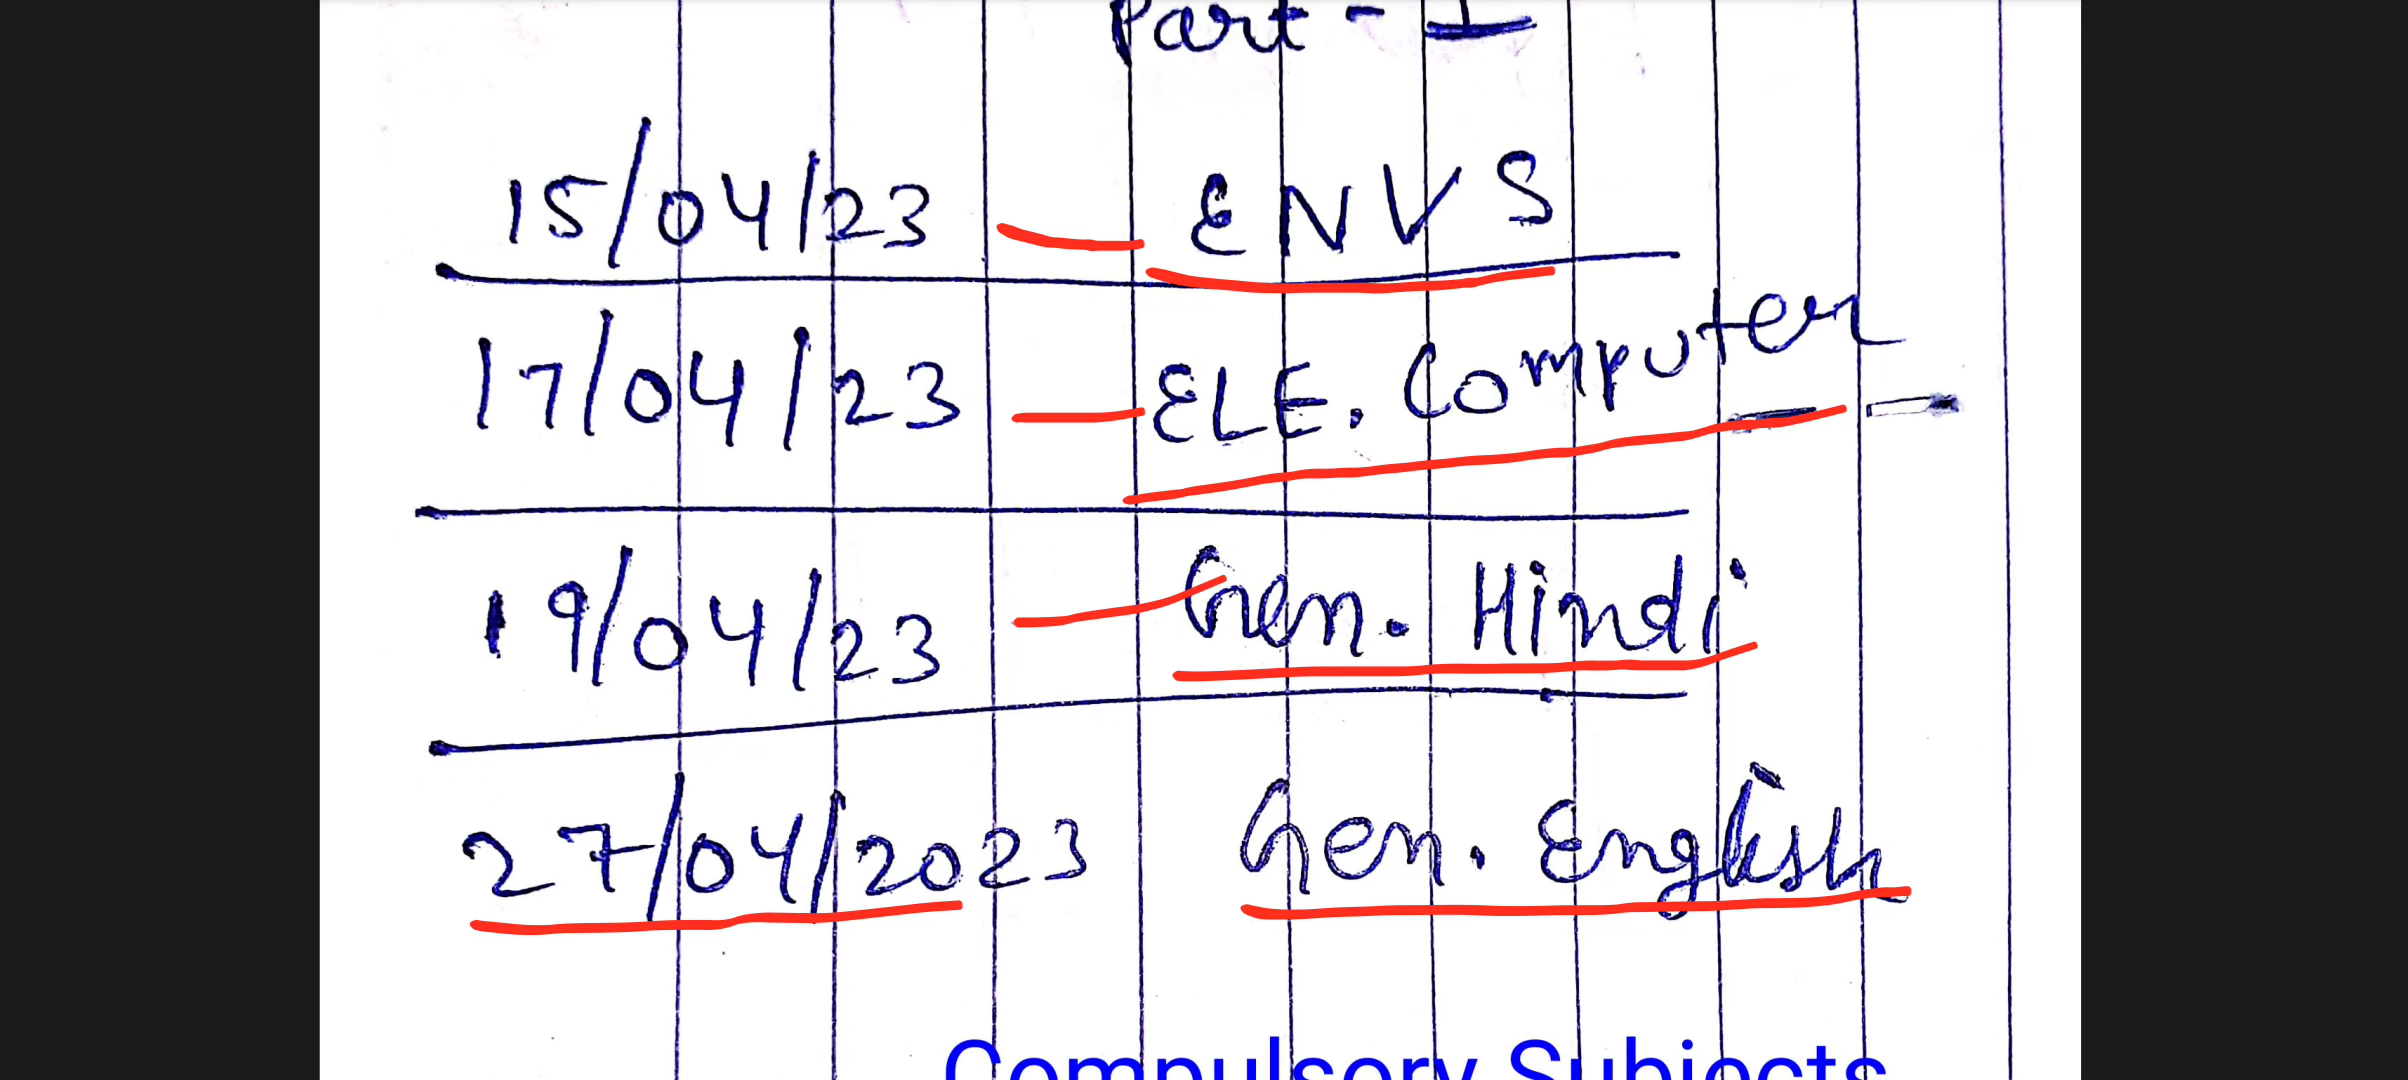 Part - I
15/04/23 — ENVS
17/04/23 — ELE. Computer
19/04/23 — Gen. Hindi
27/04/2023 Gen. English
Compulsory Subjects